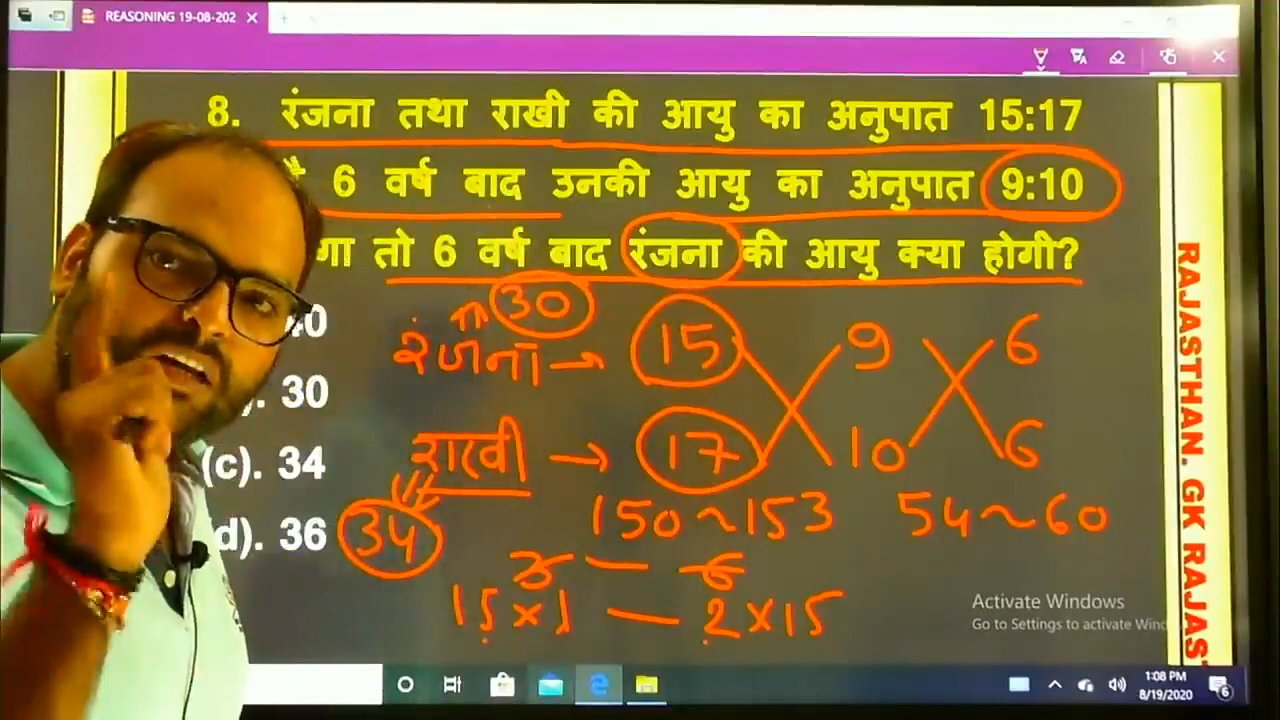 REASONING 19-08-202
8. रंजना तथा राखी की आयु का अनुपात 15:17
6 वर्ष बाद उनकी आयु का अनुपात 9:10
गा तो 6 वर्ष बाद रंजना की आयु क्या होगी?
40
). 30
(c). 34
d). 36
30
रंजना → 15 9 6
राखी → 17 10 6
34
150~153 54~60
3 — 6
15×1 — 2×15
RAJASTHAN. GK RAJAS
Activate Windows
Go to Settings to activate Wind
1:08 PM
8/19/2020
6